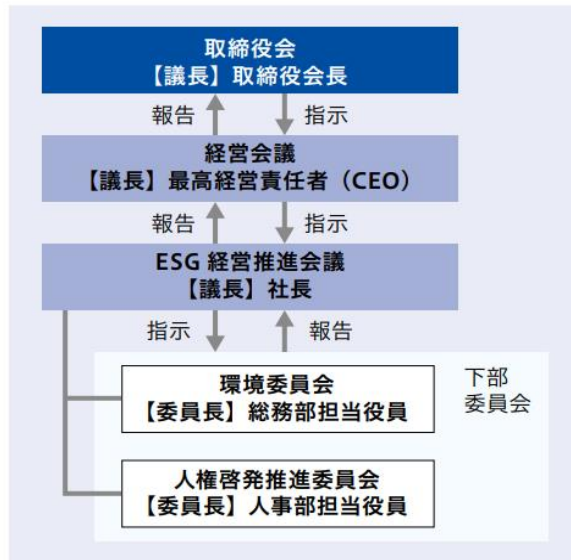 取締役会
【議長】取締役会長
報告 指示
経営会議
【議長】最高経営責任者（CEO）
報告 指示
ESG 経営推進会議
【議長】社長
指示 報告
下部
委員会
環境委員会
【委員長】総務部担当役員
人権啓発推進委員会
【委員長】人事部担当役員